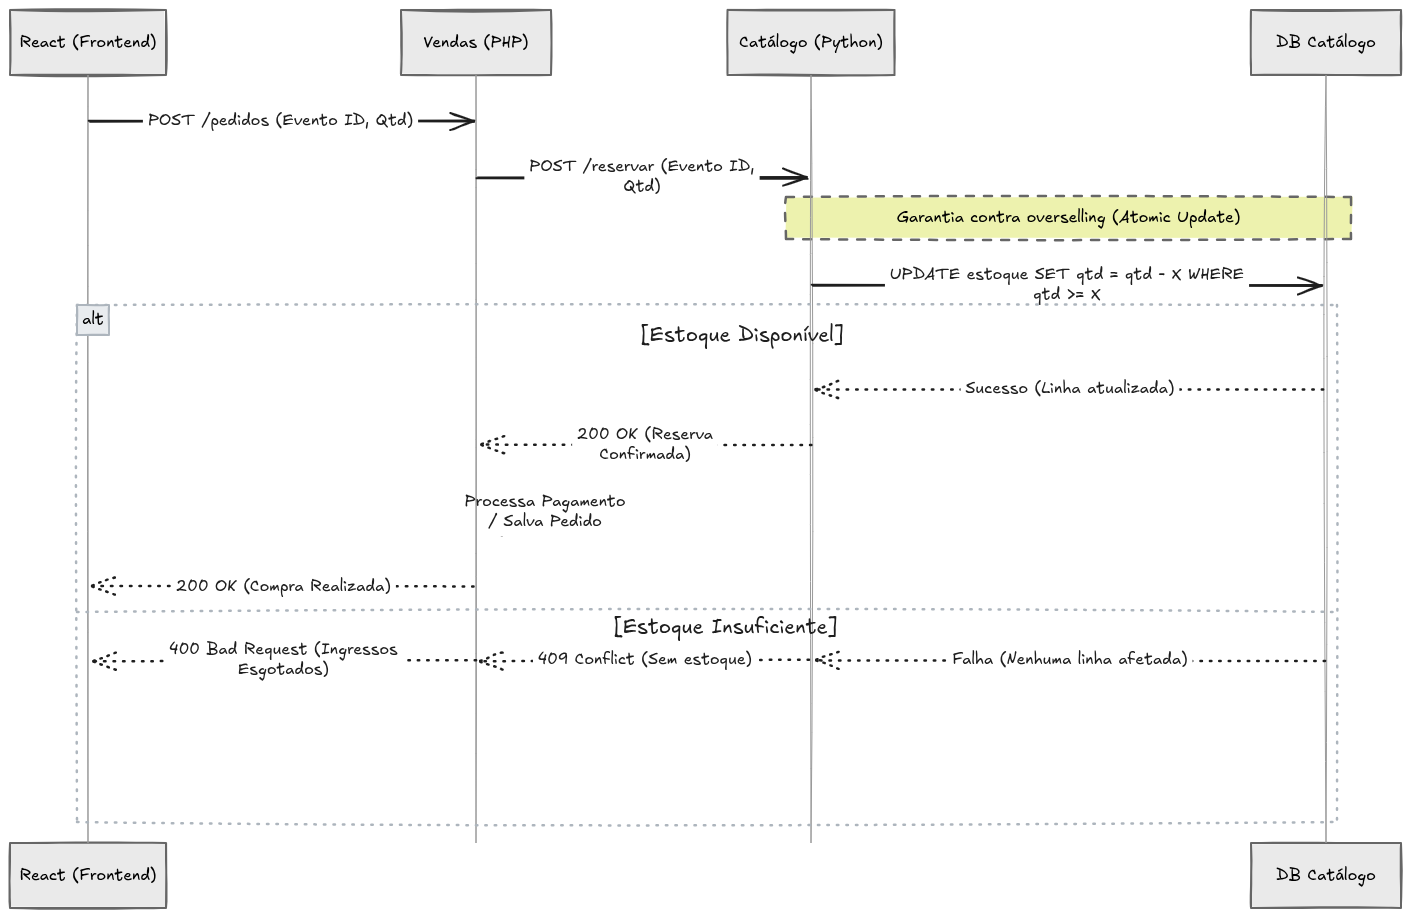 React (Frontend)
Vendas (PHP)
Catálogo (Python)
DB Catálogo
POST /pedidos (Evento ID, Qtd)
POST /reservar (Evento ID,
Qtd)
Garantia contra overselling (Atomic Update)
UPDATE estoque SET qtd = qtd - X WHERE
qtd >= X
alt
[Estoque Disponível]
Sucesso (Linha atualizada)
200 OK (Reserva
Confirmada)
Processa Pagamento
/ Salva Pedido
200 OK (Compra Realizada)
[Estoque Insuficiente]
400 Bad Request (Ingressos
Esgotados)
409 Conflict (Sem estoque)
Falha (Nenhuma linha afetada)
React (Frontend)
DB Catálogo